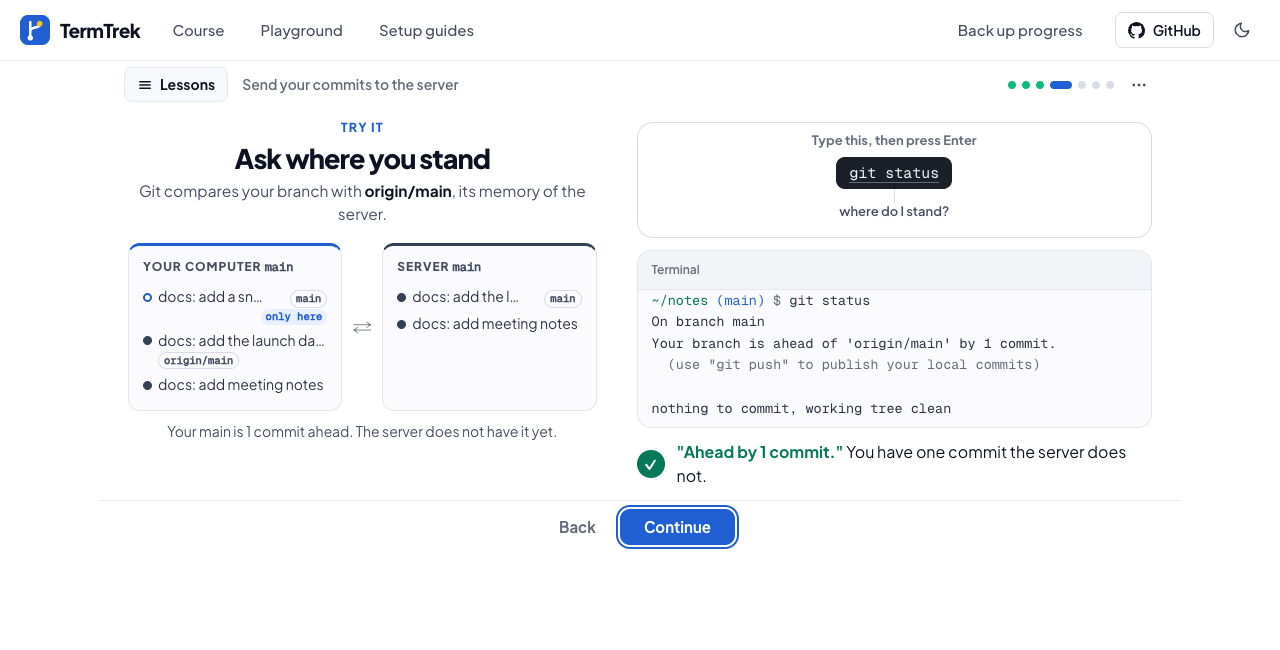 TermTrek
Course
Playground
Setup guides
Back up progress
GitHub
Lessons
Send your commits to the server
TRY IT
Ask where you stand
Git compares your branch with origin/main, its memory of the
server.
YOUR COMPUTER main
docs: add a sn...
main
only here
docs: add the launch da...
origin/main
docs: add meeting notes
SERVER main
docs: add the l...
main
docs: add meeting notes
Your main is 1 commit ahead. The server does not have it yet.
Type this, then press Enter
git status
where do I stand?
Terminal
~/notes (main) $ git status
On branch main
Your branch is ahead of 'origin/main' by 1 commit.
(use "git push" to publish your local commits)
nothing to commit, working tree clean
"Ahead by 1 commit." You have one commit the server does
not.
Back
Continue